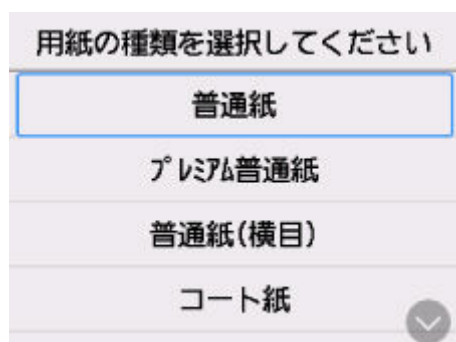 用紙の種類を選択してください
普通紙
プレミアム普通紙
普通紙(横目)
コート紙